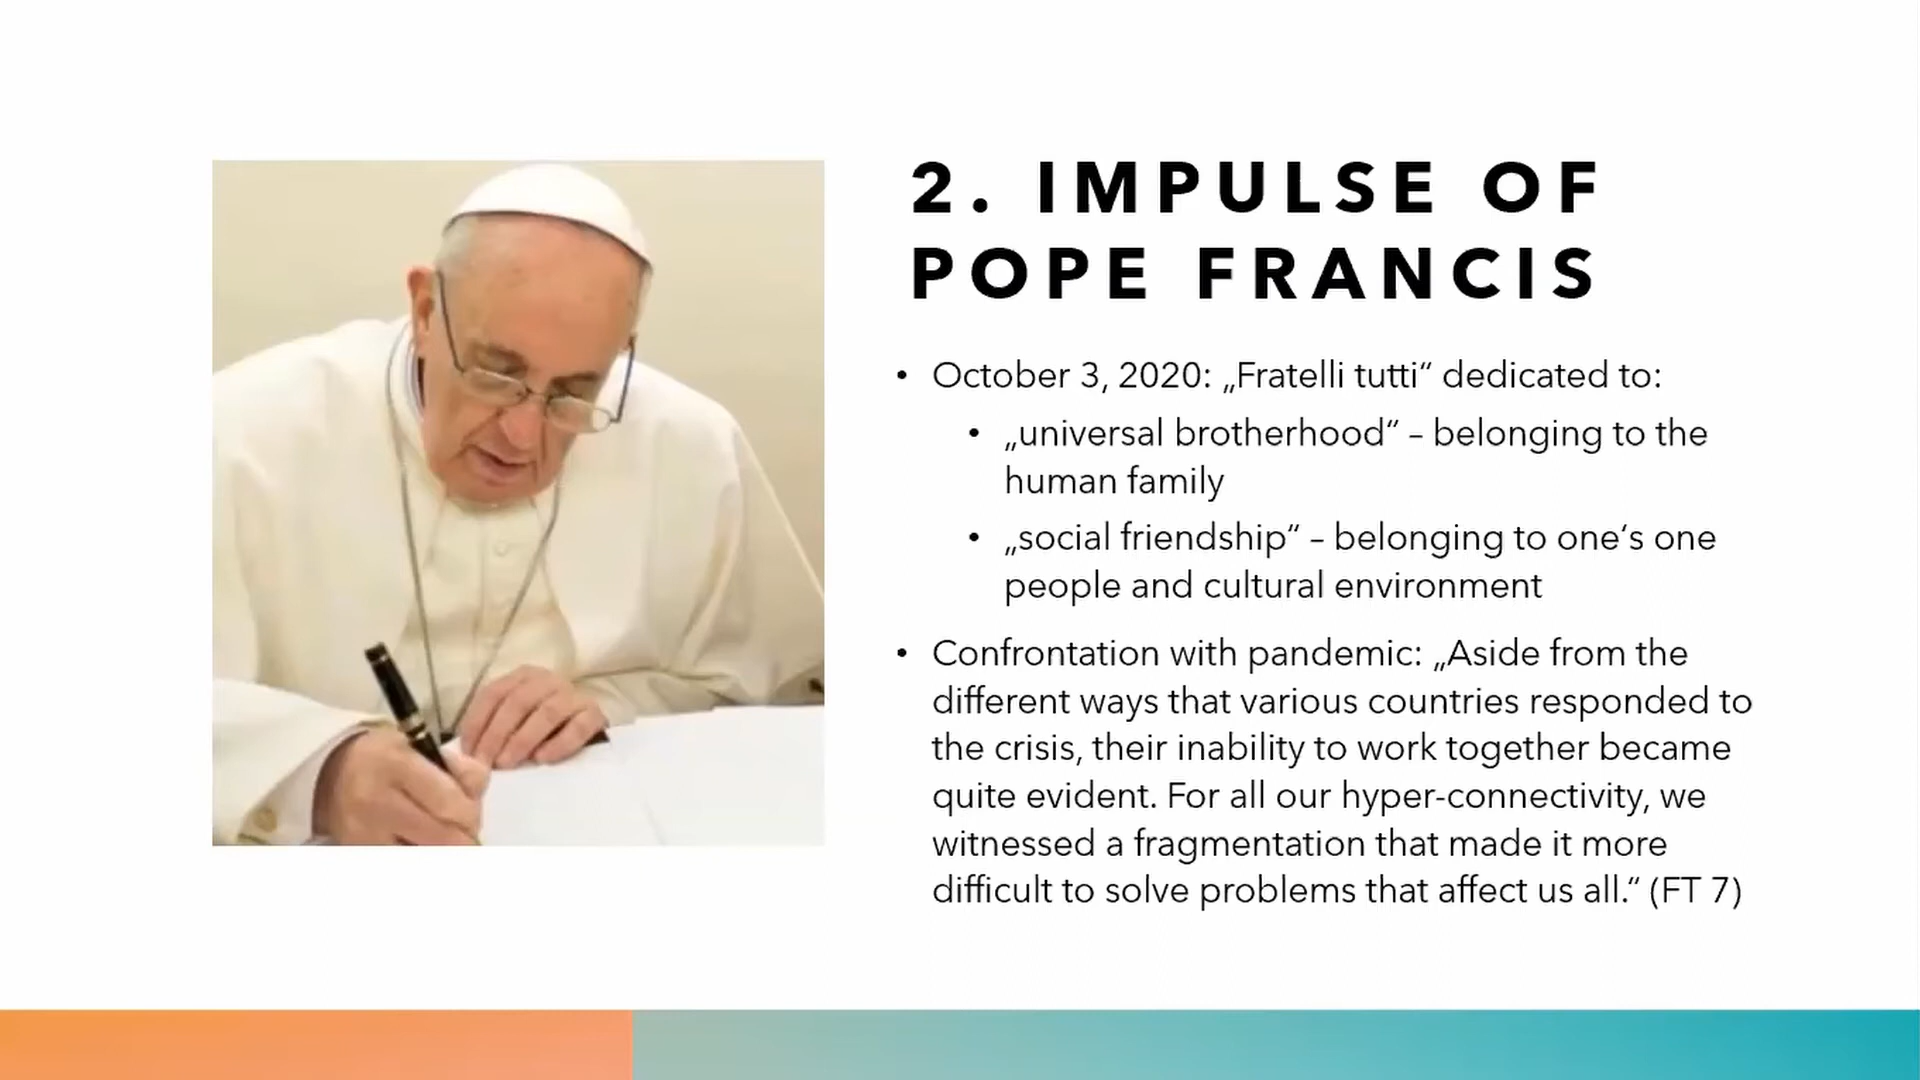 2. IMPULSE OF
POPE FRANCIS
• October 3, 2020: „Fratelli tutti“ dedicated to:
• „universal brotherhood“ – belonging to the
human family
• „social friendship“ – belonging to one‘s one
people and cultural environment
• Confrontation with pandemic: „Aside from the
different ways that various countries responded to
the crisis, their inability to work together became
quite evident. For all our hyper-connectivity, we
witnessed a fragmentation that made it more
difficult to solve problems that affect us all.“ (FT 7)